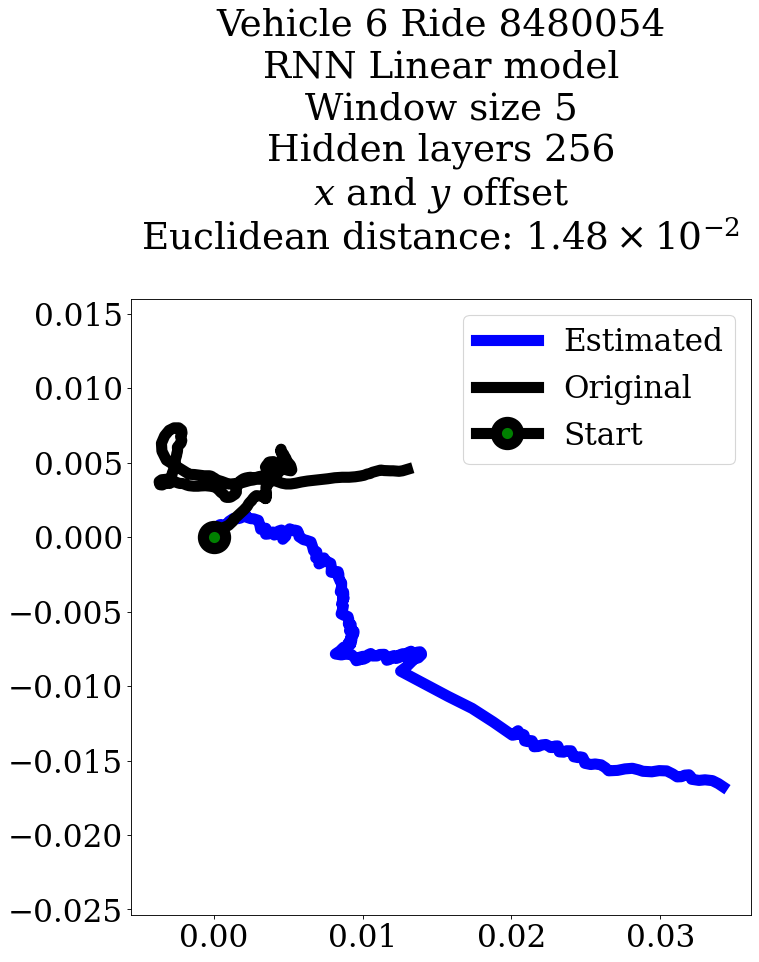 Vehicle 6 Ride 8480054
RNN Linear model
Window size 5
Hidden layers 256
x and y offset
Euclidean distance: 1.48 × 10⁻²
Estimated
Original
Start
0.015
0.010
0.005
0.000
−0.005
−0.010
−0.015
−0.020
−0.025
0.00 0.01 0.02 0.03